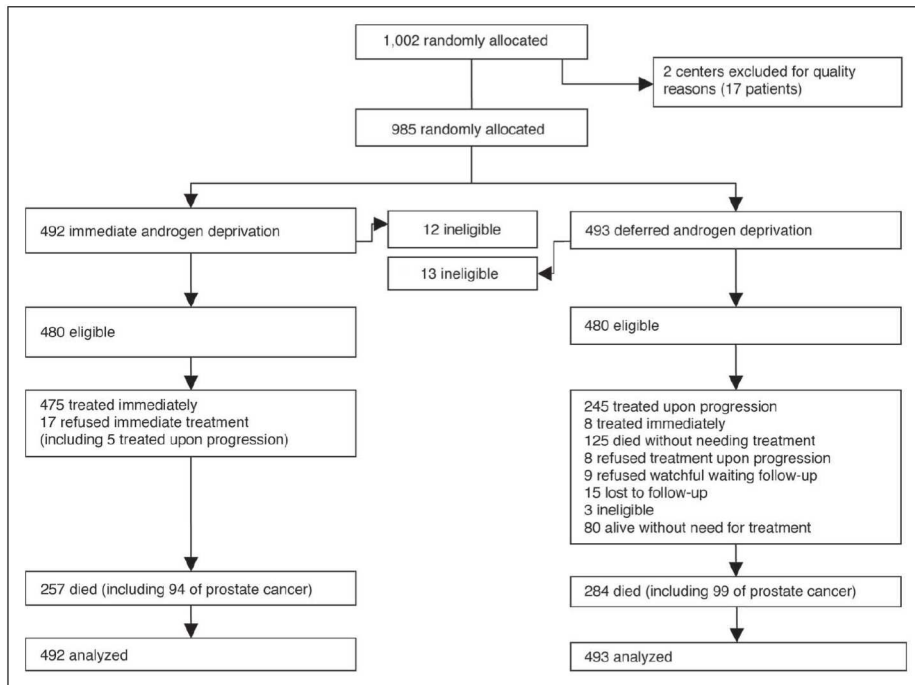 1,002 randomly allocated
2 centers excluded for quality
reasons (17 patients)
985 randomly allocated
492 immediate androgen deprivation
12 ineligible
493 deferred androgen deprivation
13 ineligible
480 eligible
480 eligible
475 treated immediately
17 refused immediate treatment
(including 5 treated upon progression)
245 treated upon progression
8 treated immediately
125 died without needing treatment
8 refused treatment upon progression
9 refused watchful waiting follow-up
15 lost to follow-up
3 ineligible
80 alive without need for treatment
257 died (including 94 of prostate cancer)
284 died (including 99 of prostate cancer)
492 analyzed
493 analyzed